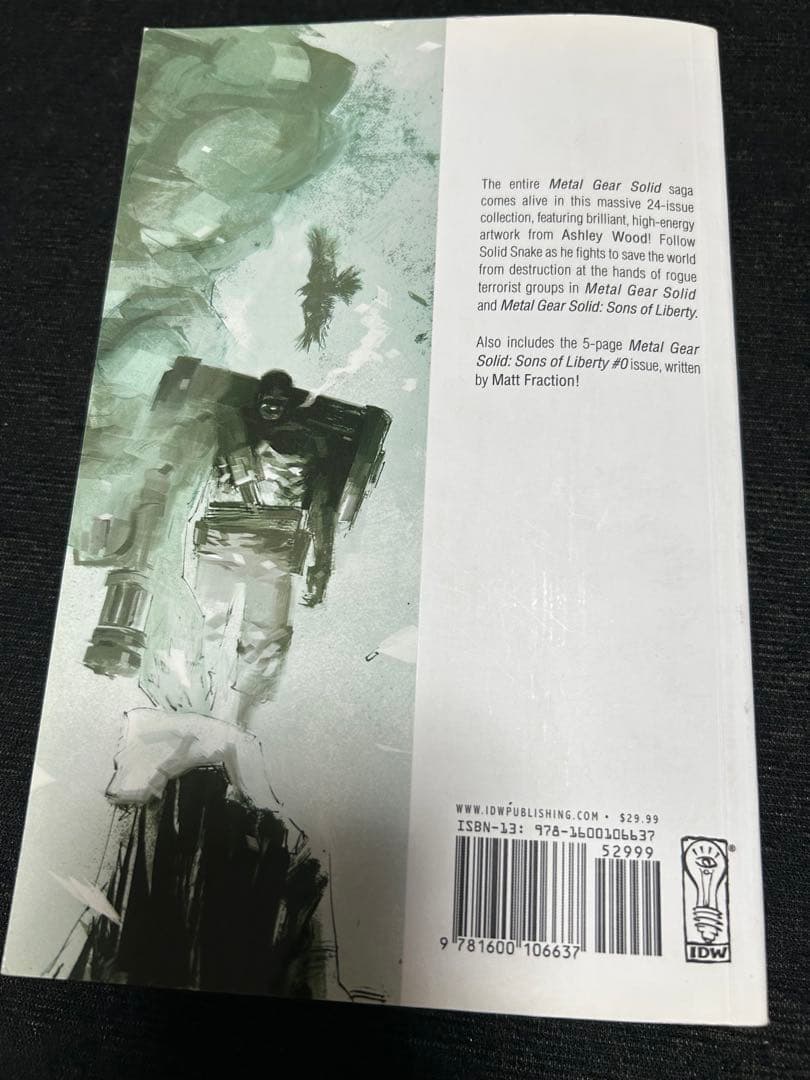 The entire Metal Gear Solid saga
comes alive in this massive 24-issue
collection, featuring brilliant, high-energy
artwork from Ashley Wood! Follow
Solid Snake as he fights to save the world
from destruction at the hands of rogue
terrorist groups in Metal Gear Solid
and Metal Gear Solid: Sons of Liberty.
Also includes the 5-page Metal Gear
Solid: Sons of Liberty #0 issue, written
by Matt Fraction!
WWW.IDWPUBLISHING.COM • $29.99
ISBN-13: 978-1600106637
52999
9 781600 106637
IDW
®